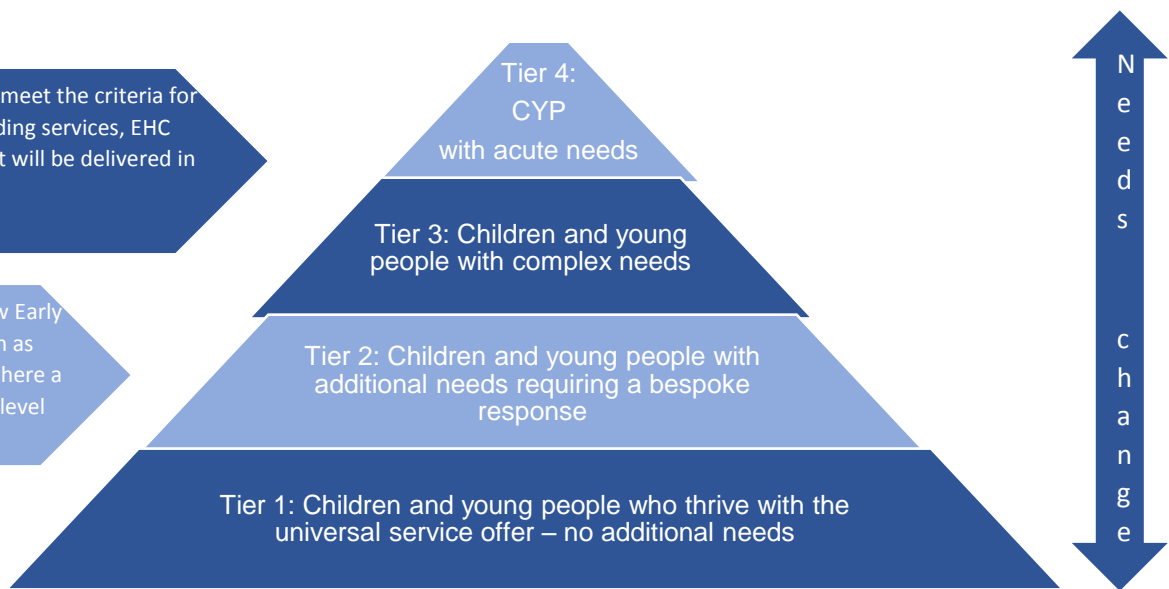 meet the criteria for
ding services, EHC
t will be delivered in
Early
as
here a
level
Tier 4:
CYP
with acute needs
Tier 3: Children and young
people with complex needs
Tier 2: Children and young people with
additional needs requiring a bespoke
response
Tier 1: Children and young people who thrive with the
universal service offer – no additional needs
Needs change